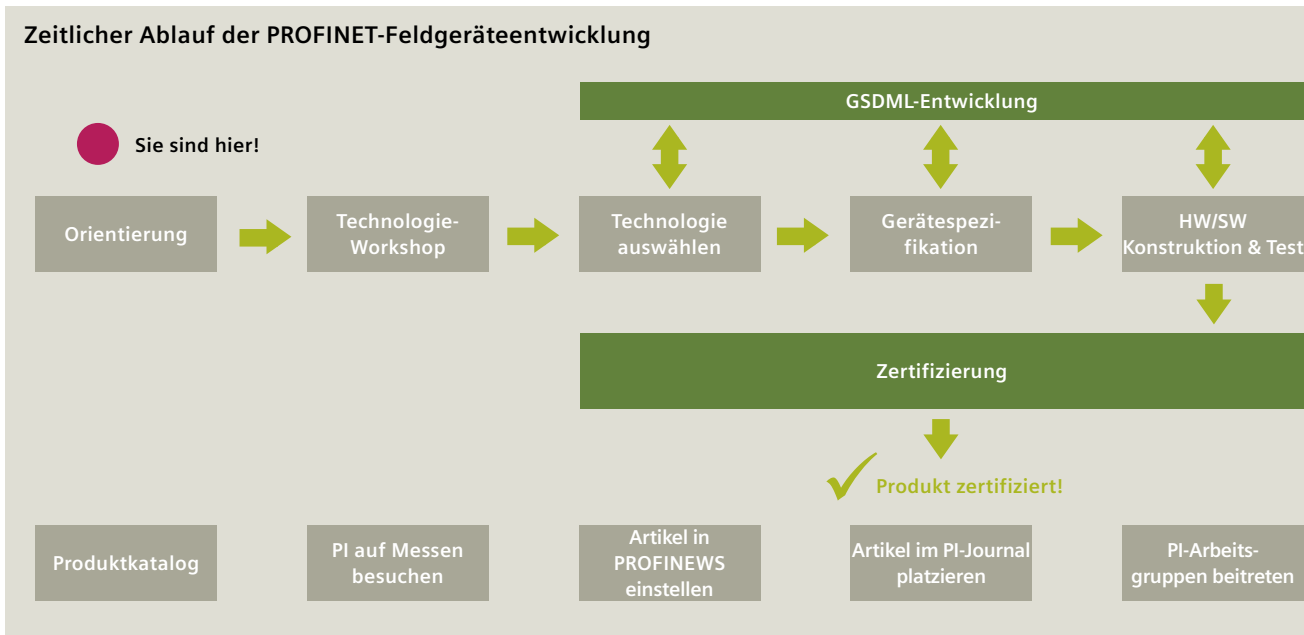 Zeitlicher Ablauf der PROFINET-Feldgeräteentwicklung
GSDML-Entwicklung
Sie sind hier!
Orientierung
Technologie-
Workshop
Technologie
auswählen
Gerätespezi-
fikation
HW/SW
Konstruktion & Test
Zertifizierung
Produkt zertifiziert!
Produktkatalog
PI auf Messen
besuchen
Artikel in
PROFINEWS
einstellen
Artikel im PI-Journal
platzieren
PI-Arbeits-
gruppen beitreten